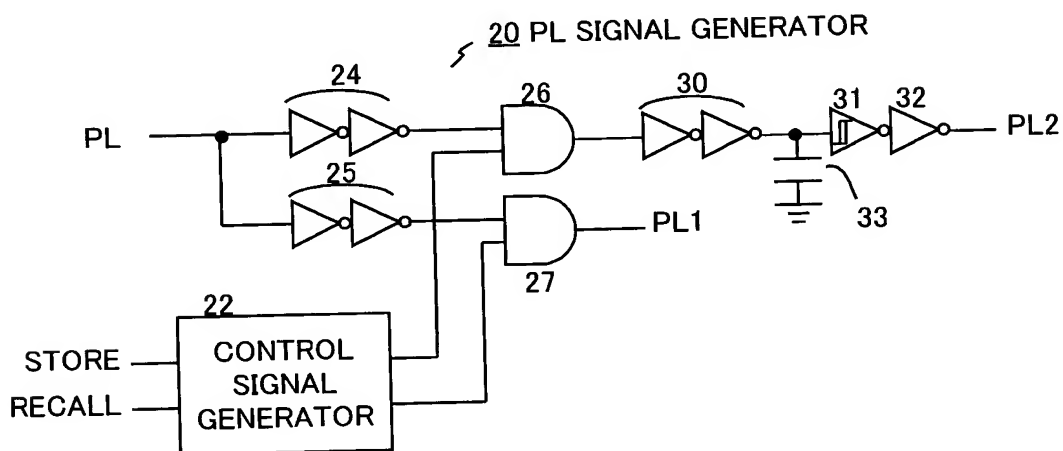 20 PL SIGNAL GENERATOR
24
26
30
31
32
PL
PL2
25
33
PL1
27
22
STORE
RECALL
CONTROL
SIGNAL
GENERATOR